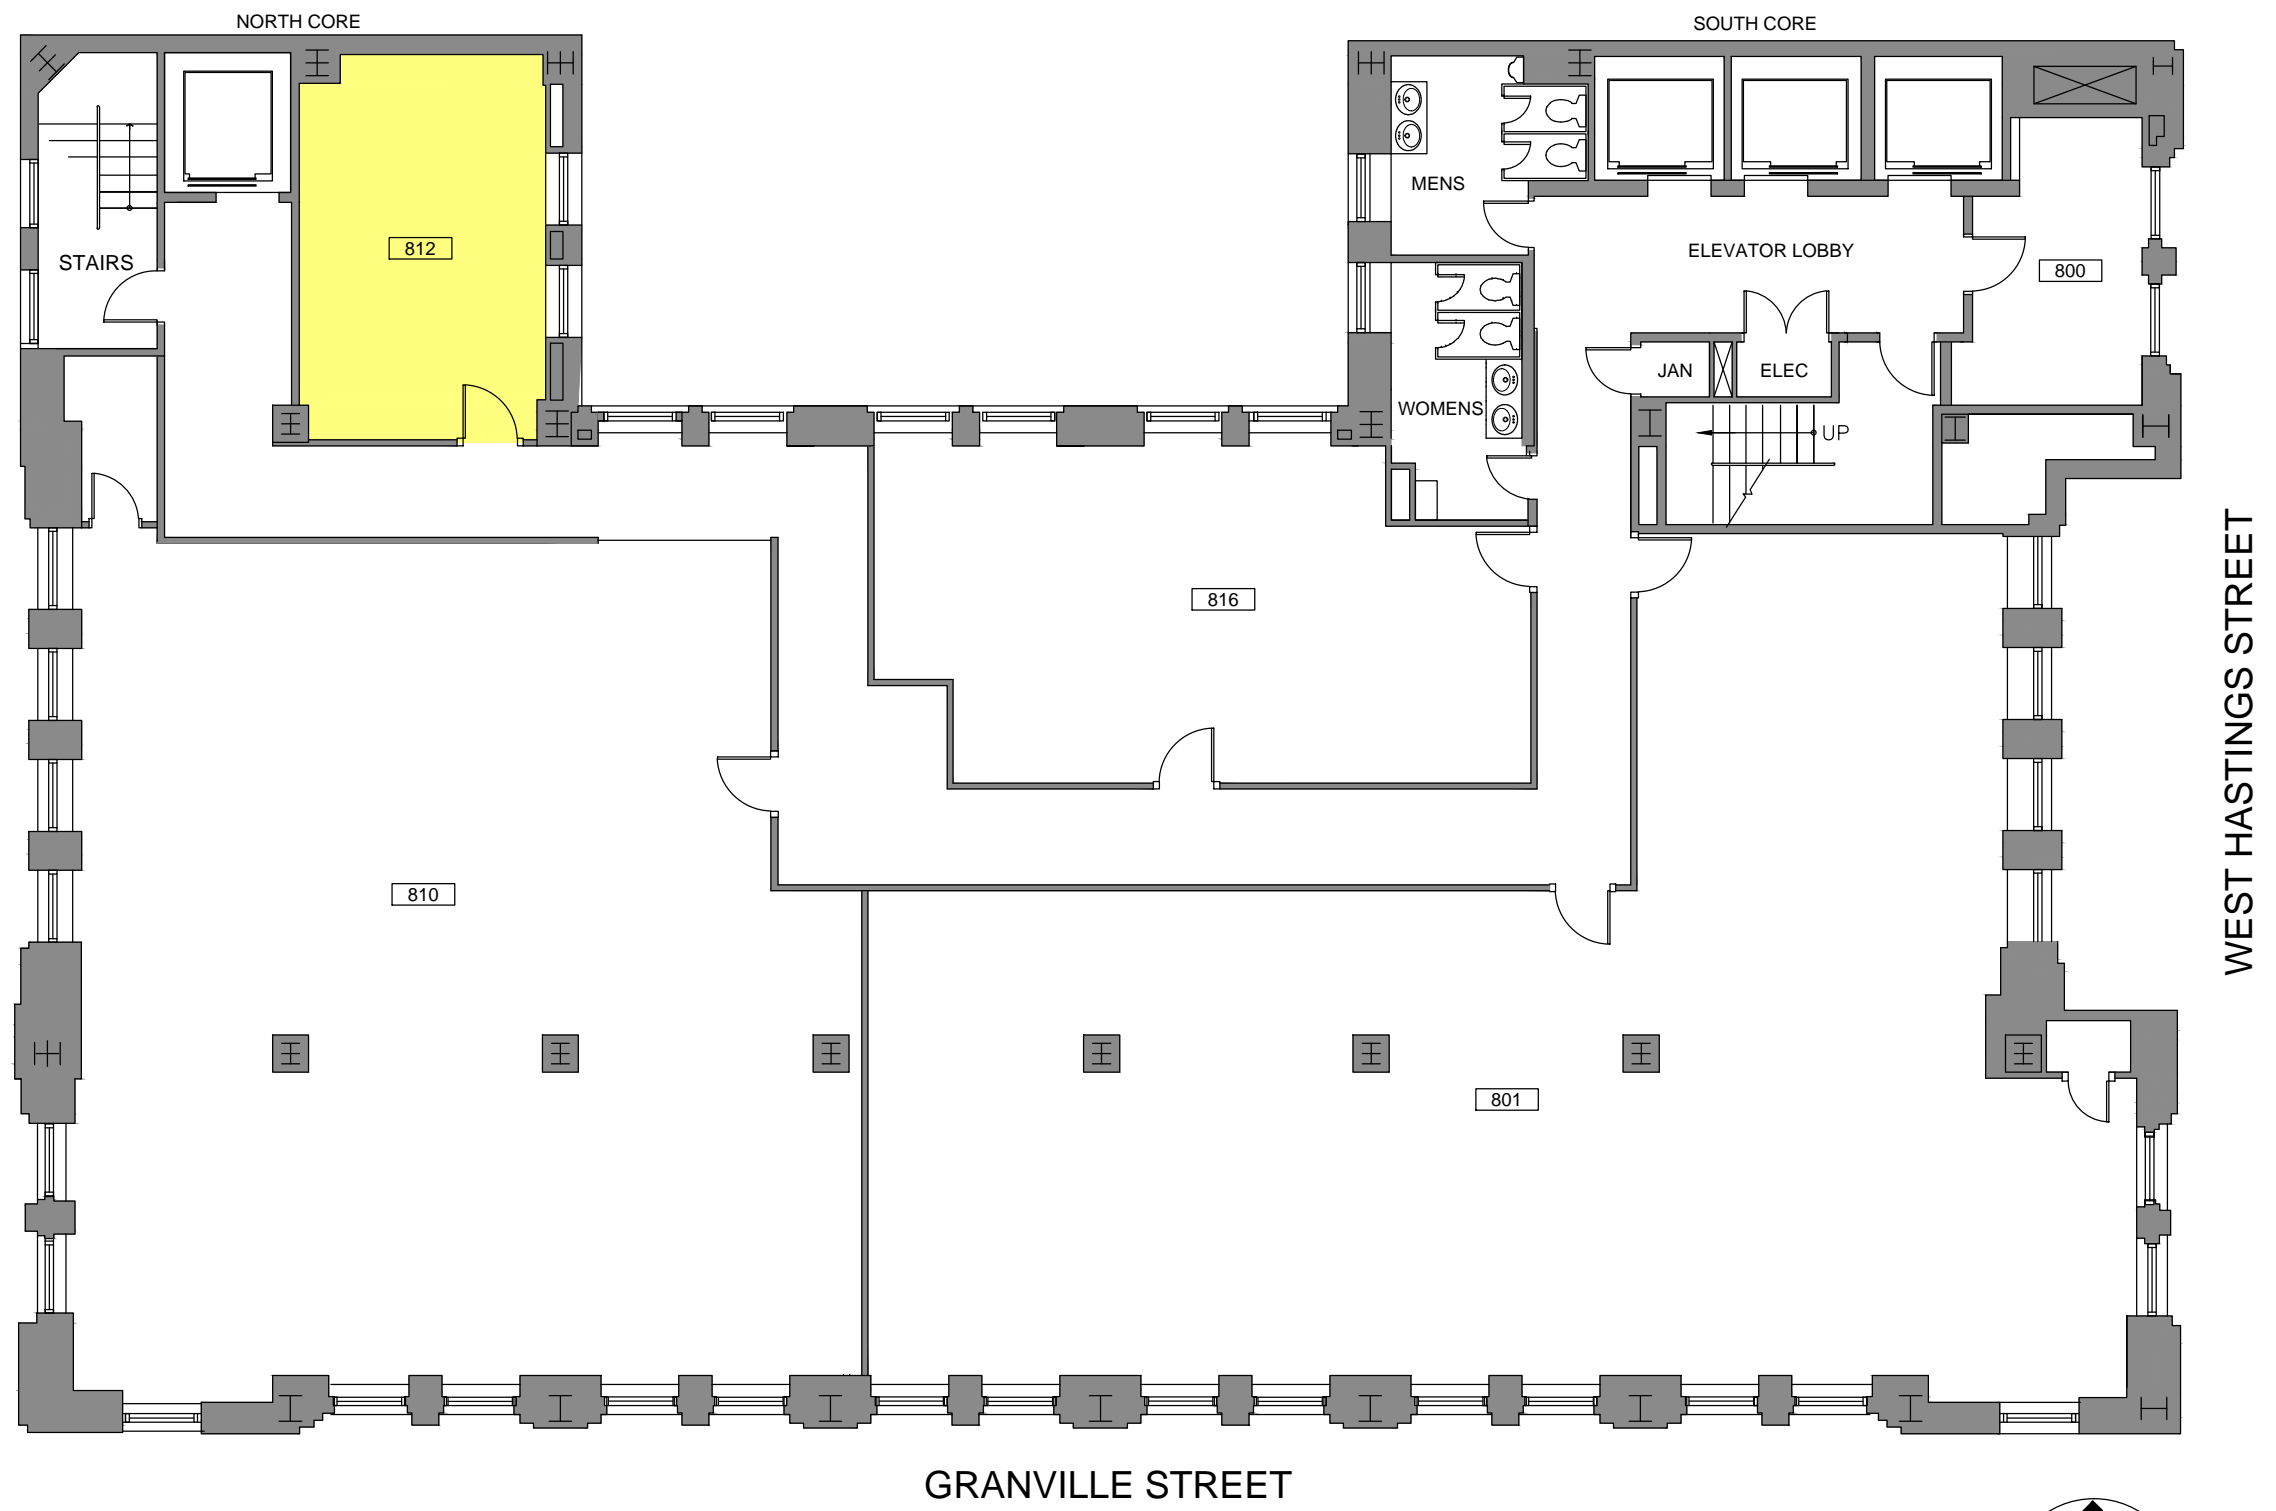 NORTH CORE
SOUTH CORE
MENS
812
STAIRS
ELEVATOR LOBBY
800
JAN
ELEC
WOMENS
UP
816
WEST HASTINGS STREET
810
801
GRANVILLE STREET